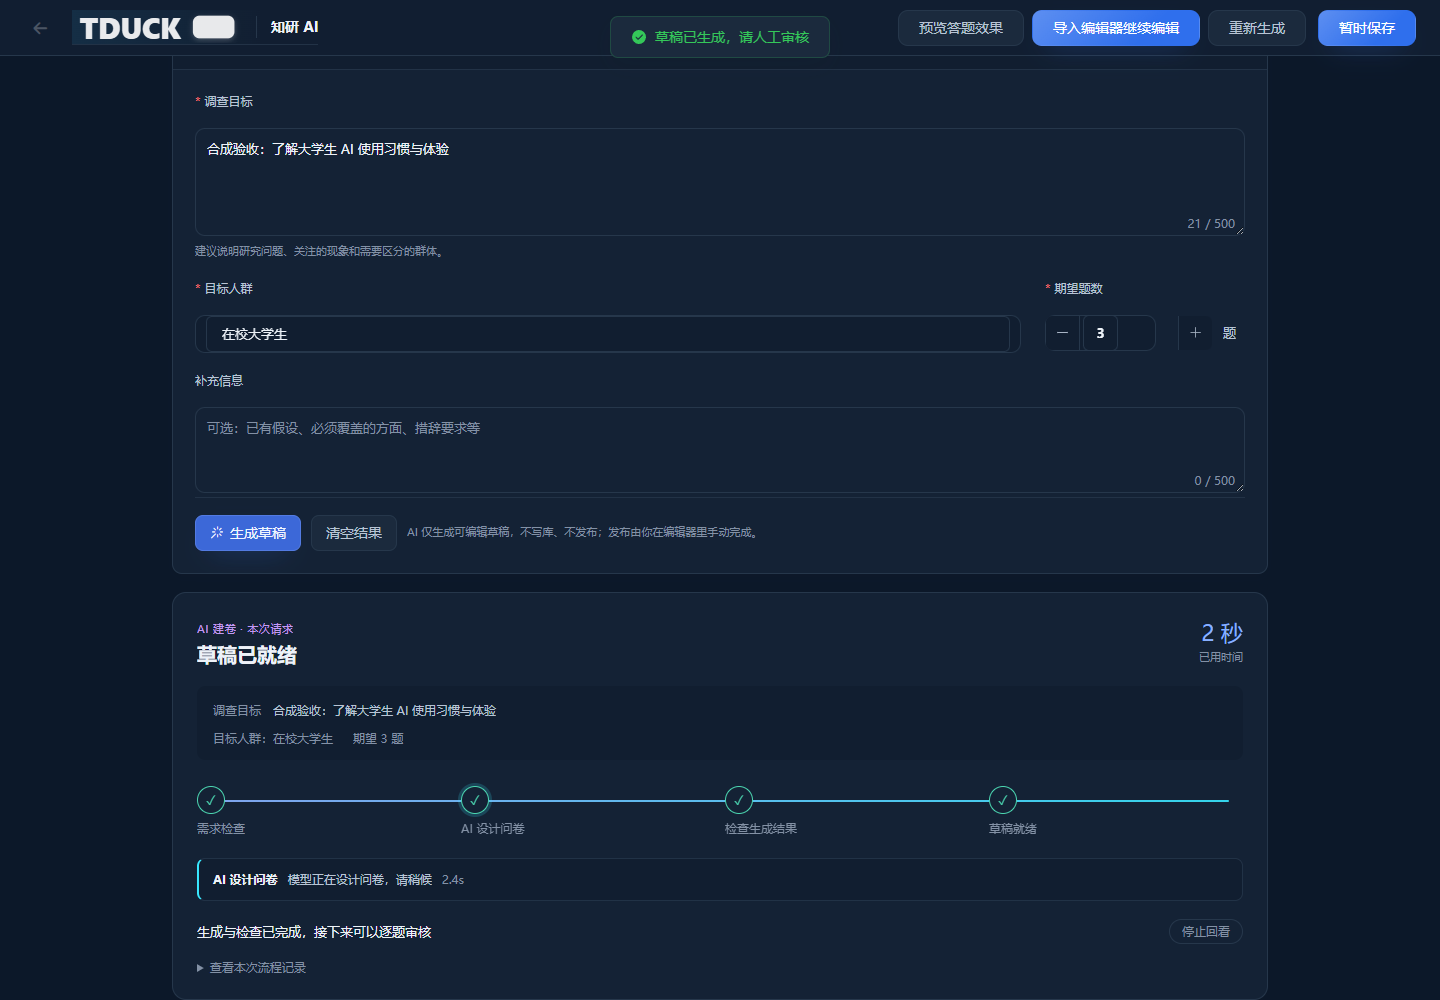 TDUCK
知研 AI
草稿已生成，请人工审核
预览答题效果
导入编辑器继续编辑
重新生成
暂时保存
* 调查目标
合成验收：了解大学生 AI 使用习惯与体验
21 / 500
建议说明研究问题、关注的现象和需要区分的群体。
* 目标人群
* 期望题数
在校大学生
3
题
补充信息
可选：已有假设、必须覆盖的方面、措辞要求等
0 / 500
生成草稿
清空结果
AI 仅生成可编辑草稿，不写库、不发布；发布由你在编辑器里手动完成。
AI 建卷 · 本次请求
2 秒
草稿已就绪
已用时间
调查目标 合成验收：了解大学生 AI 使用习惯与体验
目标人群：在校大学生 期望 3 题
需求检查
AI 设计问卷
检查生成结果
草稿就绪
AI 设计问卷 模型正在设计问卷，请稍候 2.4s
生成与检查已完成，接下来可以逐题审核
停止回看
查看本次流程记录